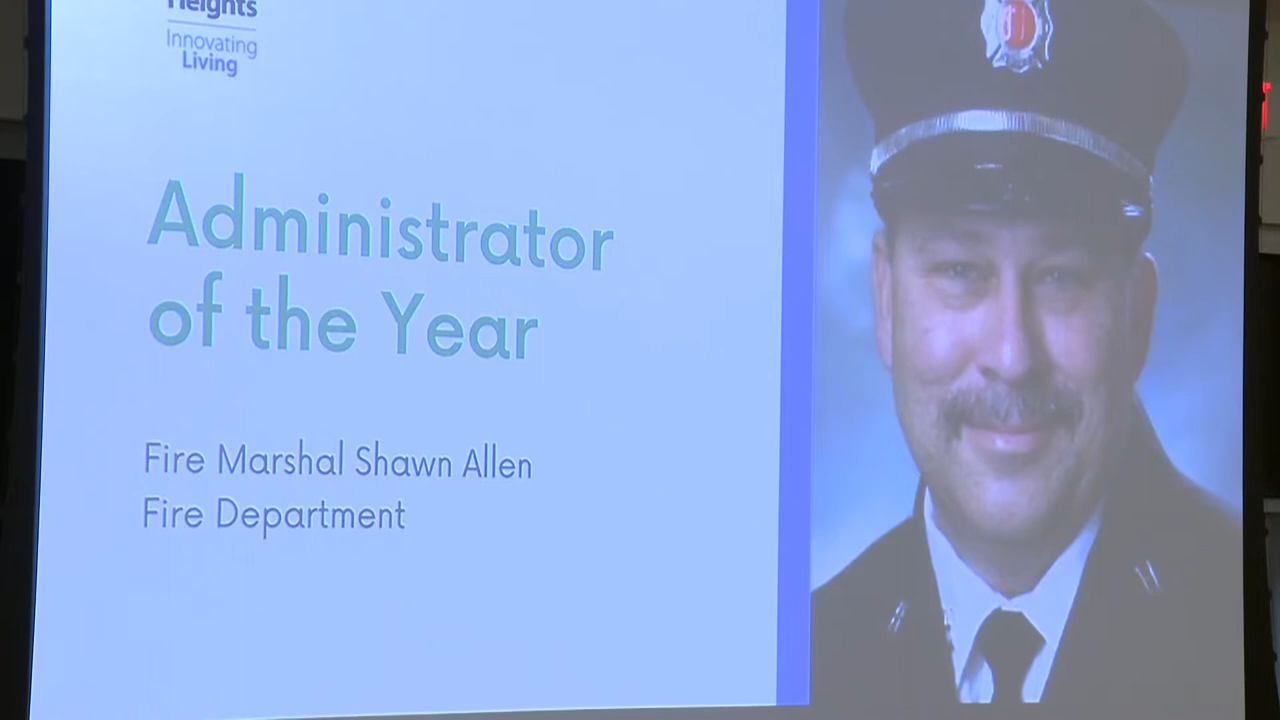 Heights
Innovating
Living
Administrator
of the Year
Fire Marshal Shawn Allen
Fire Department